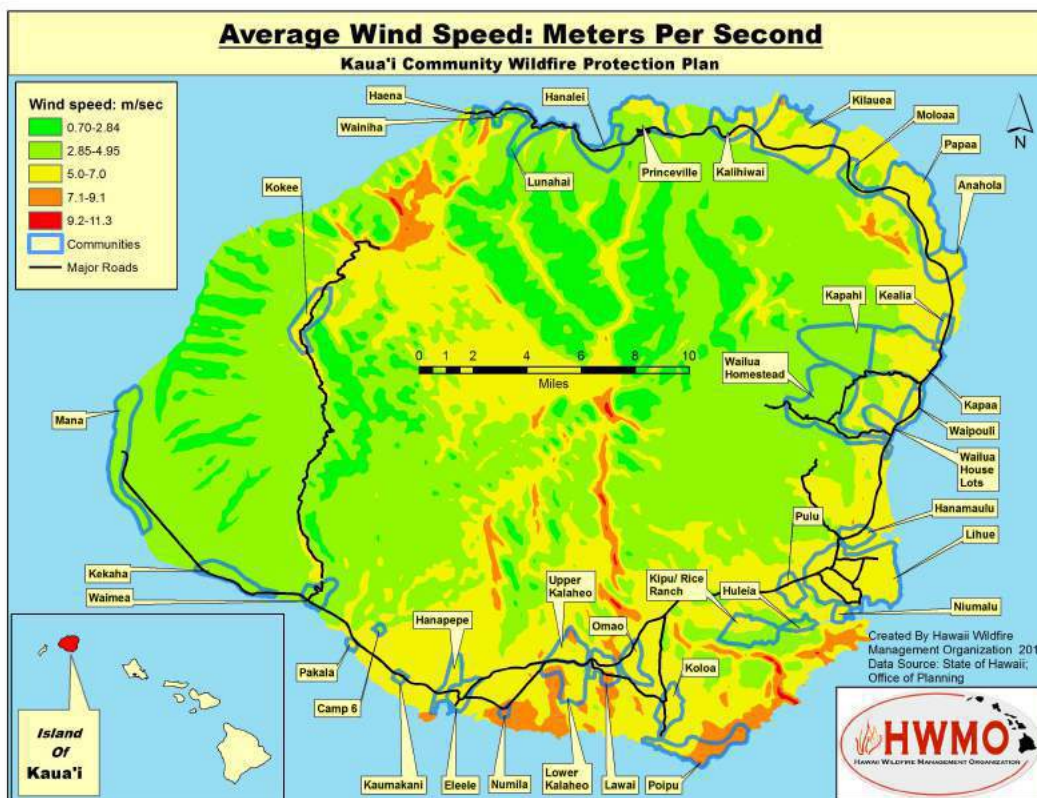 Average Wind Speed: Meters Per Second
Kaua'i Community Wildfire Protection Plan
Wind speed: m/sec
0.70-2.84
2.85-4.95
5.0-7.0
7.1-9.1
9.2-11.3
Communities
Major Roads
Haena
Wainiha
Hanalei
Kilauea
Moloaa
Papaa
N
Kokee
Lunahai
Princeville
Kalihiwai
Anahola
Kapahi
Kealia
0 1 2 4 6 8 10
Miles
Wailua
Homestead
Mana
Kapaa
Waipouli
Wailua
House
Lots
Hanamaulu
Pulu
Lihue
Kekaha
Upper
Kalaheo
Kipu/ Rice
Ranch
Huleia
Waimea
Hanapepe
Omao
Niumalu
Pakala
Koloa
Created By Hawaii Wildfire
Management Organization 201
Data Source: State of Hawaii;
Office of Planning
Camp 6
Island
Of
Kaua'i
Kaumakani
Eleele
Numila
Lower
Kalaheo
Lawai
Poipu
HWMO
HAWAII WILDFIRE MANAGEMENT ORGANIZATION